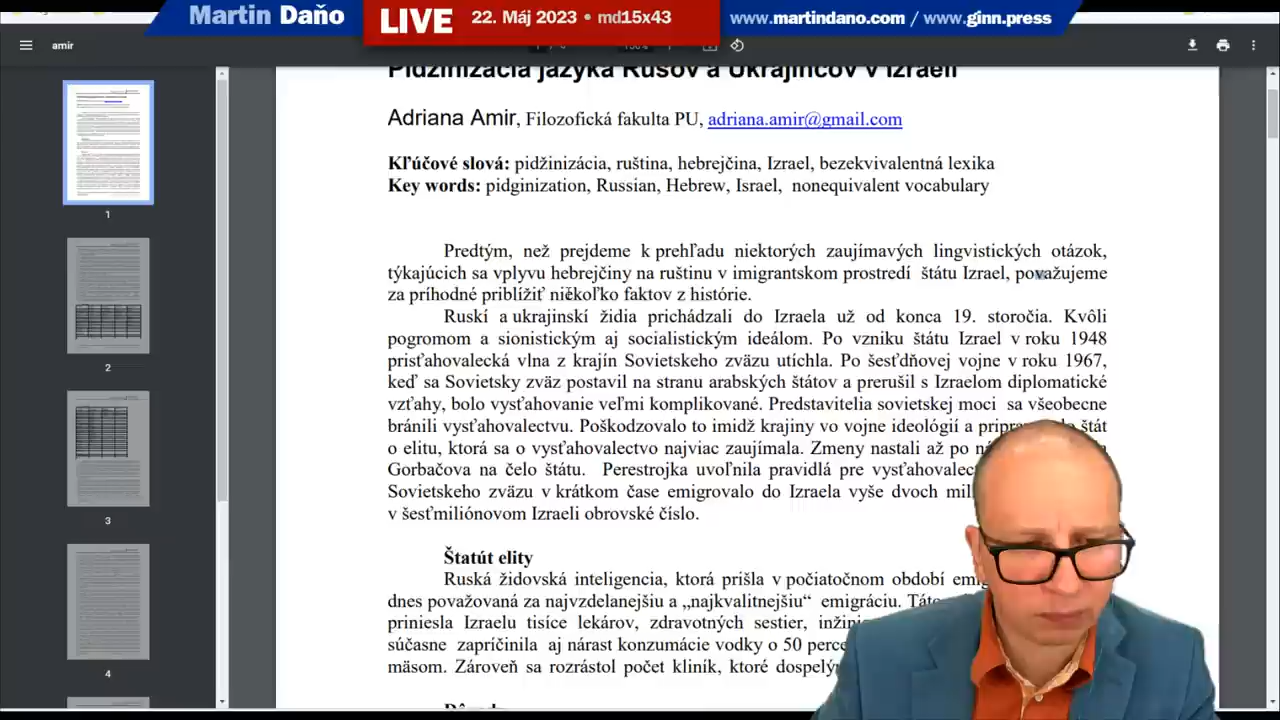 Martin Daňo
LIVE
22. Máj 2023 • md15x43
www.martindano.com / www.ginn.press
amir
Pidžinizácia jazyka Rusov a Ukrajincov v Izraeli
Adriana Amir, Filozofická fakulta PU, adriana.amir@gmail.com
Kľúčové slová: pidžinizácia, ruština, hebrejčina, Izrael, bezekvivalentná lexika
Key words: pidginization, Russian, Hebrew, Israel, nonequivalent vocabulary
Predtým, než prejdeme k prehľadu niektorých zaujímavých lingvistických otázok,
týkajúcich sa vplyvu hebrejčiny na ruštinu v imigrantskom prostredí štátu Izrael, považujeme
za príhodné priblížiť niekoľko faktov z histórie.
Ruskí a ukrajinskí židia prichádzali do Izraela už od konca 19. storočia. Kvôli
pogromom a sionistickým aj socialistickým ideálom. Po vzniku štátu Izrael v roku 1948
prisťahovalecká vlna z krajín Sovietskeho zväzu utíchla. Po šesťdňovej vojne v roku 1967,
keď sa Sovietsky zväz postavil na stranu arabských štátov a prerušil s Izraelom diplomatické
vzťahy, bolo vysťahovanie veľmi komplikované. Predstavitelia sovietskej moci sa všeobecne
bránili vysťahovalectvu. Poškodzovalo to imidž krajiny vo vojne ideológií a štát
o elitu, ktorá sa o vysťahovalectvo najviac zaujímala. Zmeny nastali až po
Gorbačova na čelo štátu. Perestrojka uvoľnila pravidlá pre
Sovietskeho zväzu v krátkom čase emigrovalo do Izraela vyše dvoch
v šesťmiliónovom Izraeli obrovské číslo.
Štatút elity
Ruská židovská inteligencia, ktorá prišla v počiatočnom období
dnes považovaná za najvzdelanejšiu a „najkvalitnejšiu“ emigráciu.
priniesla Izraelu tisíce lekárov, zdravotných sestier,
súčasne zapríčinila aj nárast konzumácie vodky o 50
mäsom. Zároveň sa rozrástol počet kliník, ktoré
1
2
3
4